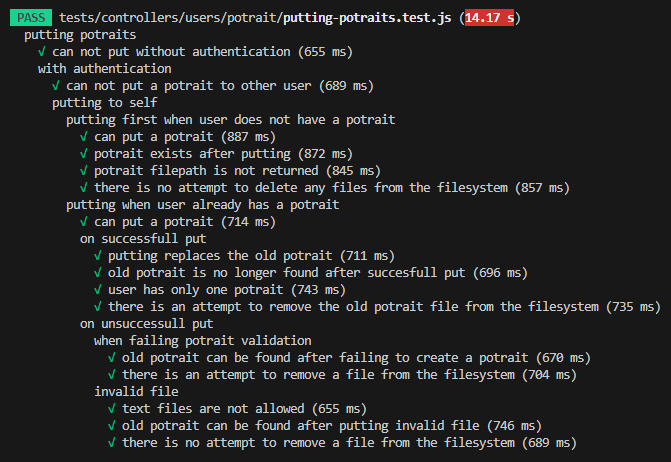 PASS tests/controllers/users/potrait/putting-potraits.test.js (14.17 s)
putting potraits
√ can not put without authentication (655 ms)
with authentication
√ can not put a potrait to other user (689 ms)
putting to self
putting first when user does not have a potrait
√ can put a potrait (887 ms)
√ potrait exists after putting (872 ms)
√ potrait filepath is not returned (845 ms)
√ there is no attempt to delete any files from the filesystem (857 ms)
putting when user already has a potrait
√ can put a potrait (714 ms)
on successfull put
√ putting replaces the old potrait (711 ms)
√ old potrait is no longer found after succesfull put (696 ms)
√ user has only one potrait (743 ms)
√ there is an attempt to remove the old potrait file from the filesystem (735 ms)
on unsuccessull put
when failing potrait validation
√ old potrait can be found after failing to create a potrait (670 ms)
√ there is an attempt to remove a file from the filesystem (704 ms)
invalid file
√ text files are not allowed (655 ms)
√ old potrait can be found after putting invalid file (746 ms)
√ there is no attempt to remove a file from the filesystem (689 ms)